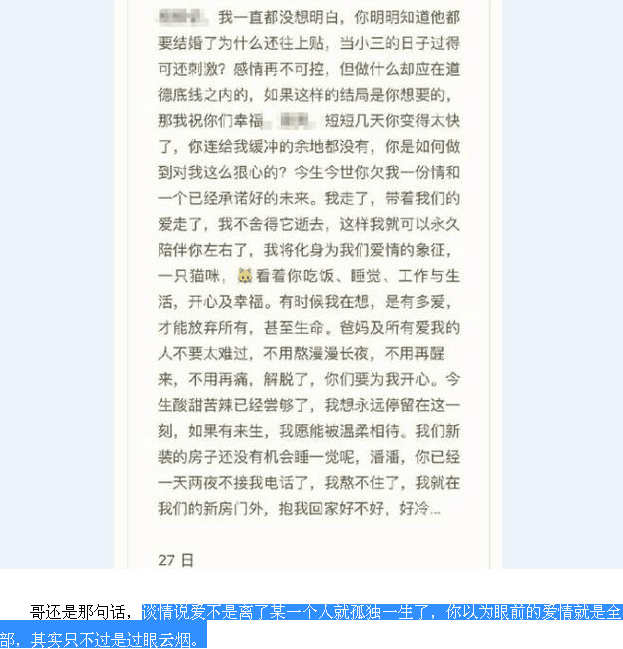 我一直都没想明白，你明明知道他都
要结婚了为什么还往上贴，当小三的日子过得
可还刺激？感情再不可控，但做什么却应在道
德底线之内的，如果这样的结局是你想要的，
那我祝你们幸福。短短几天你变得太快
了，你连给我缓冲的余地都没有，你是如何做
到对我这么狠心的？今生今世你欠我一份情和
一个已经承诺好的未来。我走了，带着我们的
爱走了，我不舍得它逝去，这样我就可以永久
陪伴你左右了，我将化身为我们爱情的象征，
一只猫咪，🐱看着你吃饭、睡觉、工作与生
活，开心及幸福。有时候我在想，是有多爱，
才能放弃所有，甚至生命。爸妈及所有爱我的
人不要太难过，不用熬漫漫长夜，不用再醒
来，不用再痛，解脱了，你们要为我开心。今
生酸甜苦辣已经尝够了，我想永远停留在这一
刻，如果有来生，我愿能被温柔相待。我们新
装的房子还没有机会睡一觉呢，潘潘，你已经
一天两夜不接我电话了，我熬不住了，我就在
我们的新房门外，抱我回家好不好，好冷...
27 日
哥还是那句话，谈情说爱不是离了某一个人就孤独一生了，你以为眼前的爱情就是全
部，其实只不过是过眼云烟。